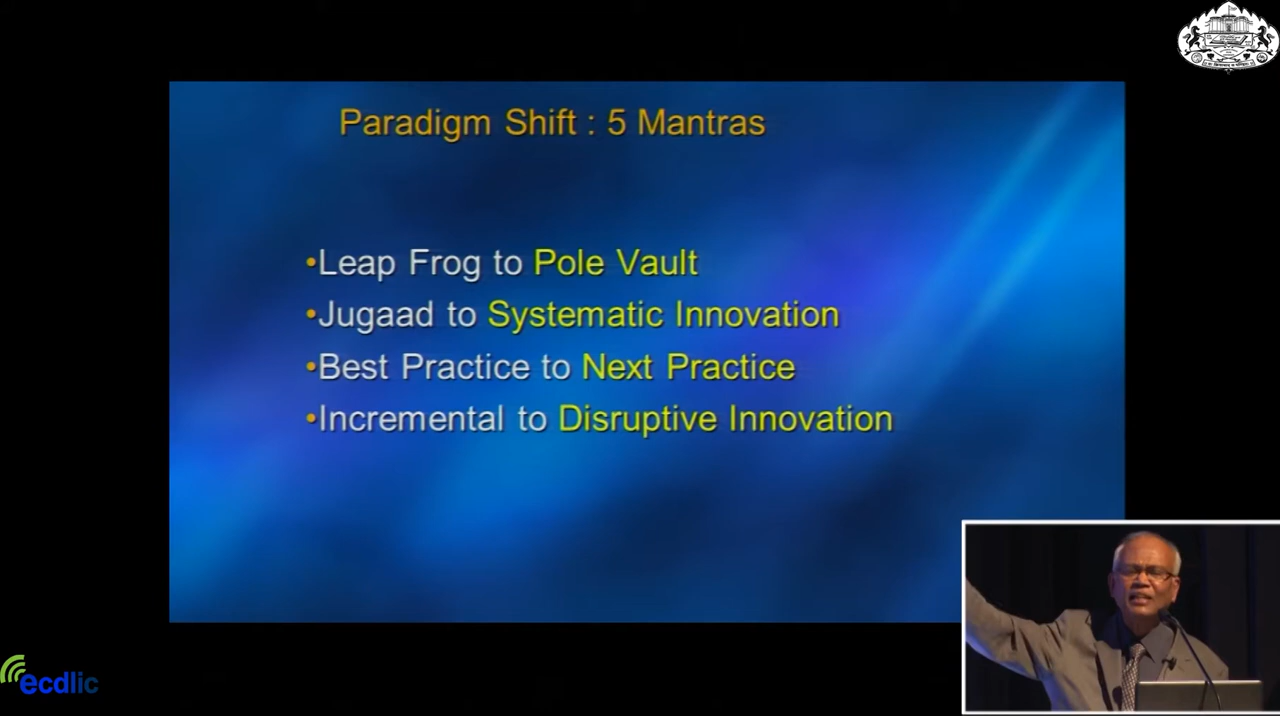 Paradigm Shift : 5 Mantras
•Leap Frog to Pole Vault
•Jugaad to Systematic Innovation
•Best Practice to Next Practice
•Incremental to Disruptive Innovation
ecdlic